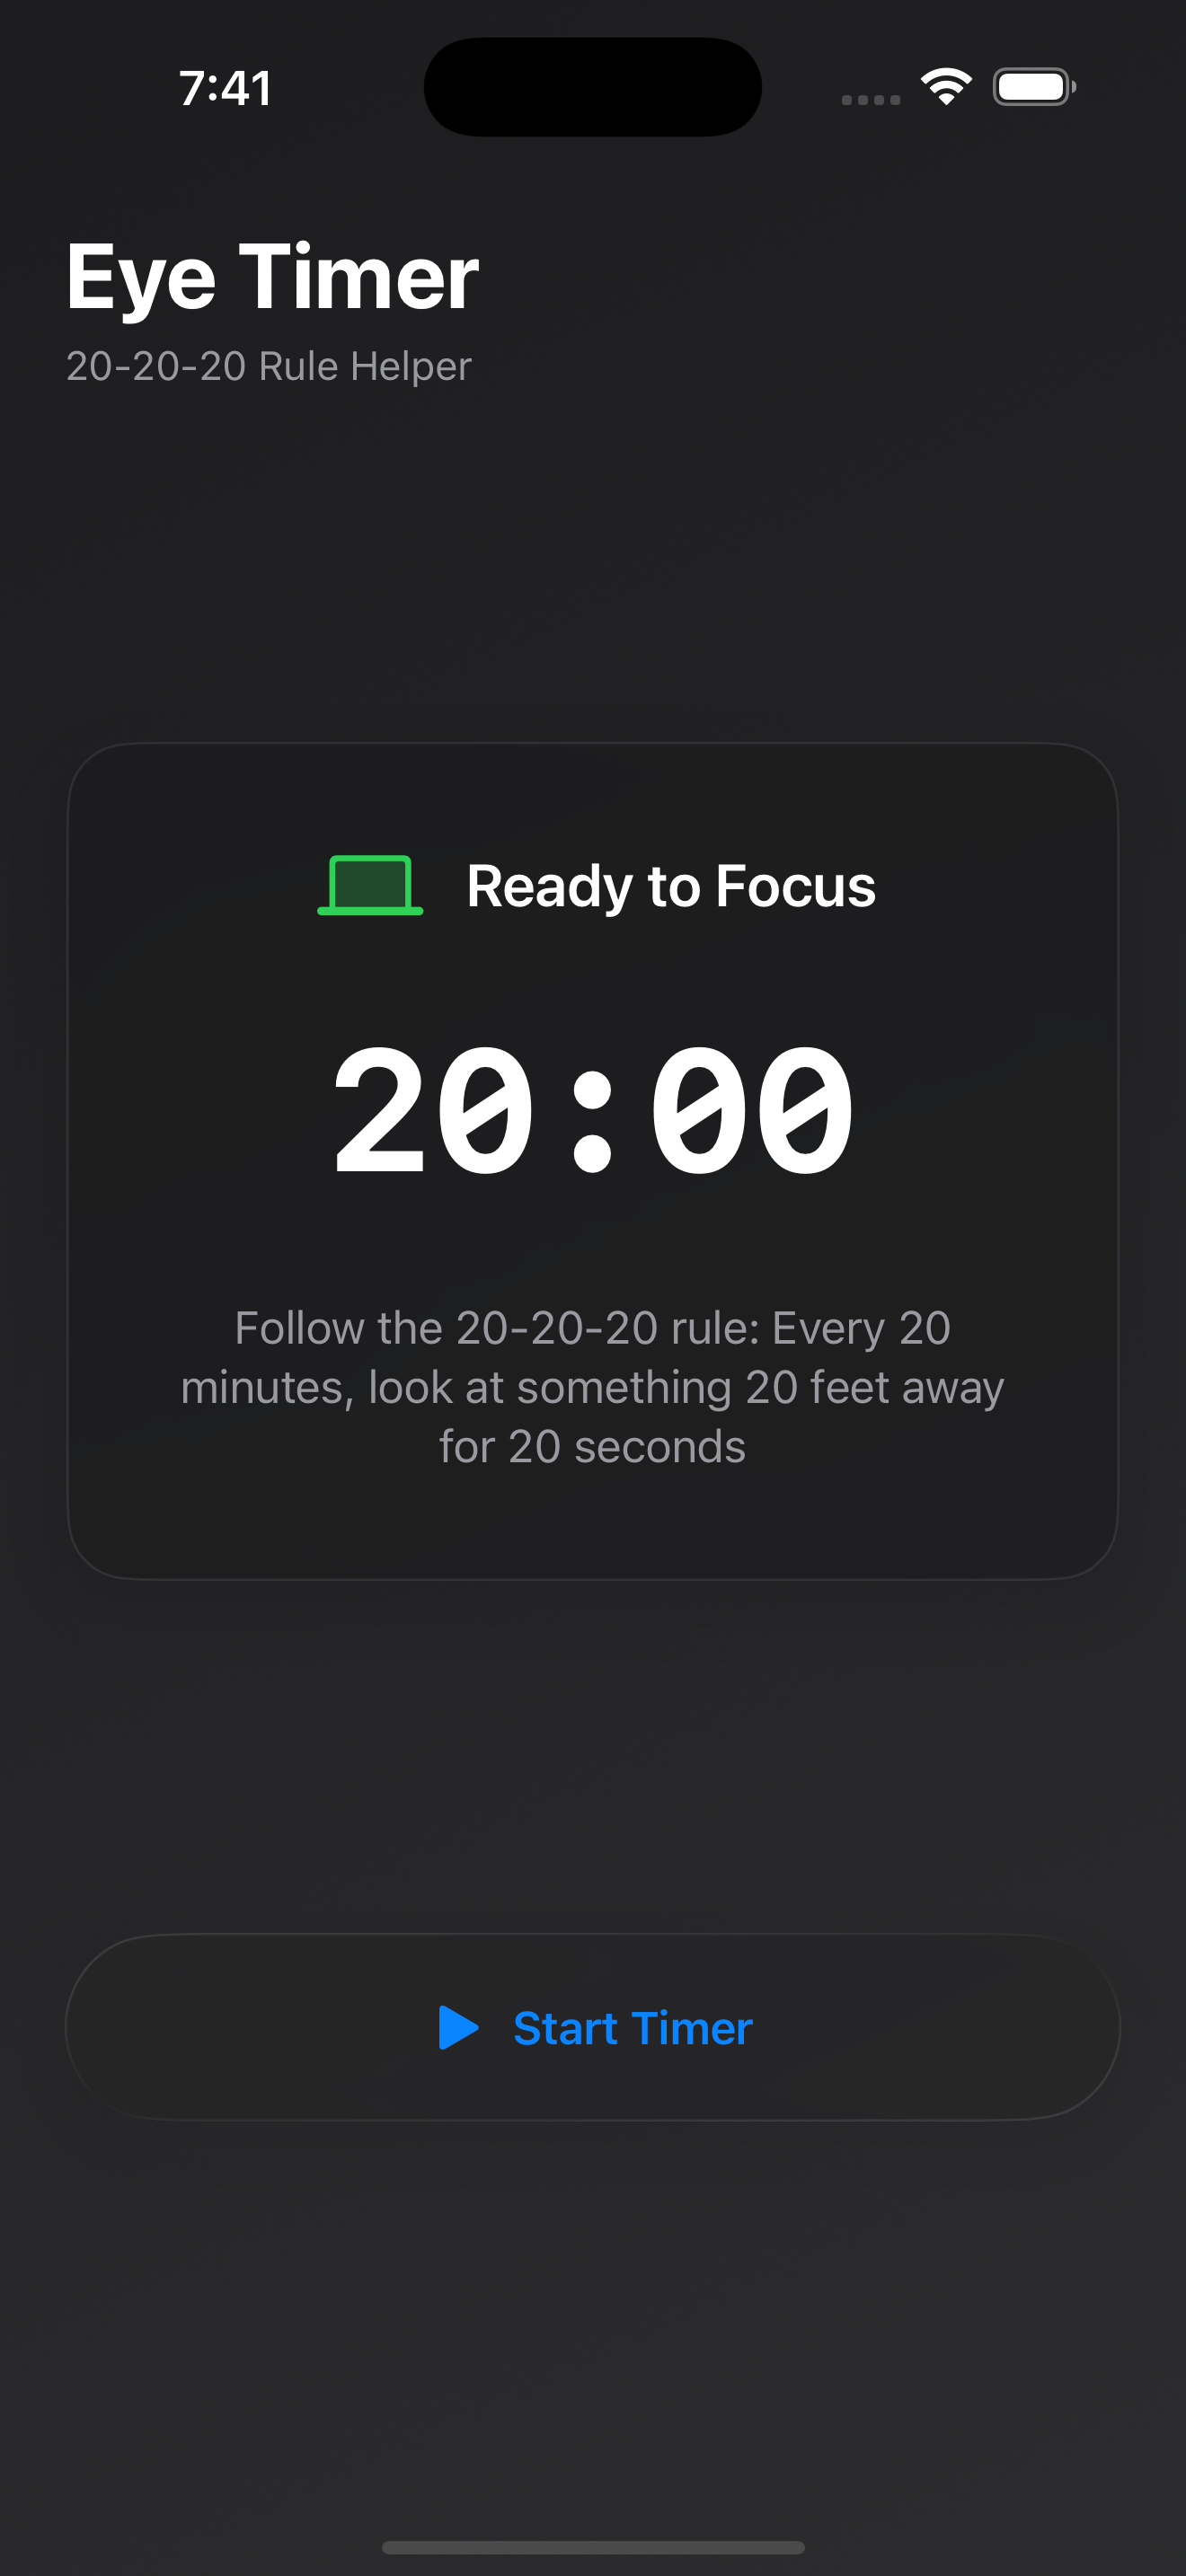 7:41
Eye Timer
20-20-20 Rule Helper
Ready to Focus
20:00
Follow the 20-20-20 rule: Every 20
minutes, look at something 20 feet away
for 20 seconds
Start Timer